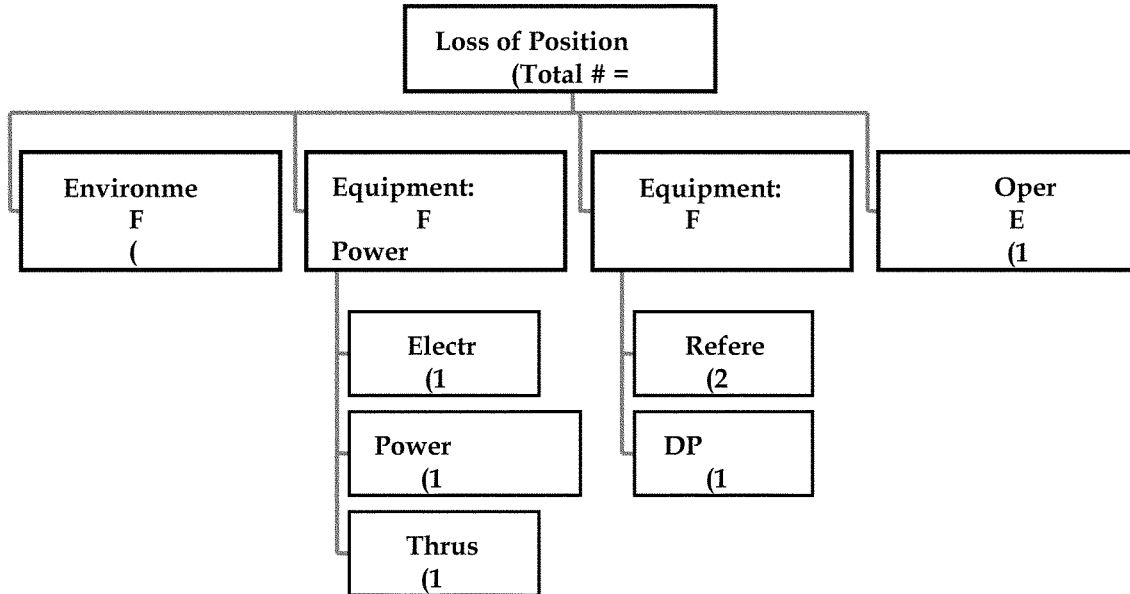 Loss of Position
(Total # =
Environme
F
(
Equipment:
F
Power
Equipment:
F
Oper
E
(1
Electr
(1
Power
(1
Thrus
(1
Refere
(2
DP
(1